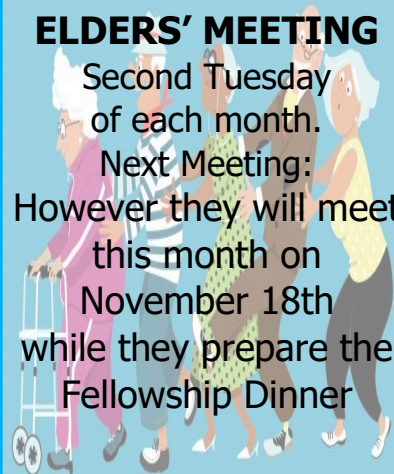 ELDERS’ MEETING
Second Tuesday
of each month.
Next Meeting:
However they will meet
this month on
November 18th
while they prepare the
Fellowship Dinner